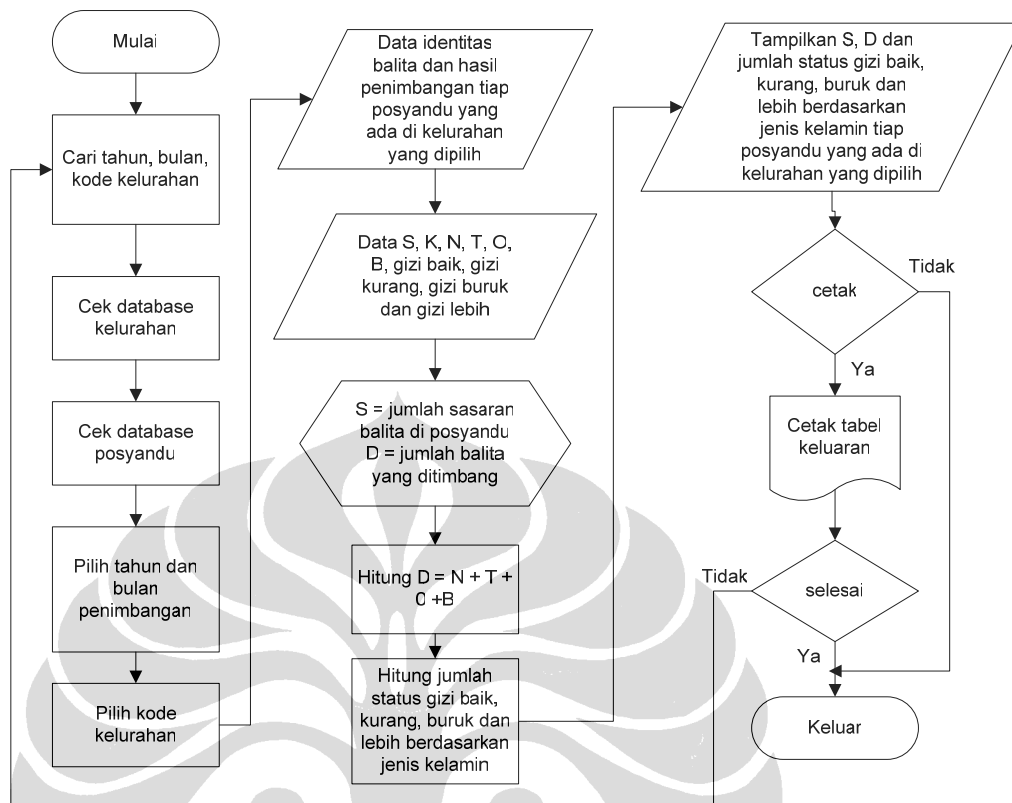 Mulai
Cari tahun, bulan,
kode kelurahan
Cek database
kelurahan
Cek database
posyandu
Pilih tahun dan
bulan
penimbangan
Pilih kode
kelurahan
Data identitas
balita dan hasil
penimbangan tiap
posyandu yang
ada di kelurahan
yang dipilih
Data S, K, N, T, O,
B, gizi baik, gizi
kurang, gizi buruk
dan gizi lebih
S = jumlah sasaran
balita di posyandu
D = jumlah balita
yang ditimbang
Hitung D = N + T +
0 +B
Hitung jumlah
status gizi baik,
kurang, buruk dan
lebih berdasarkan
jenis kelamin
Tampilkan S, D dan
jumlah status gizi baik,
kurang, buruk dan
lebih berdasarkan
jenis kelamin tiap
posyandu yang ada di
kelurahan yang dipilih
cetak
Tidak
Ya
Cetak tabel
keluaran
selesai
Tidak
Ya
Keluar